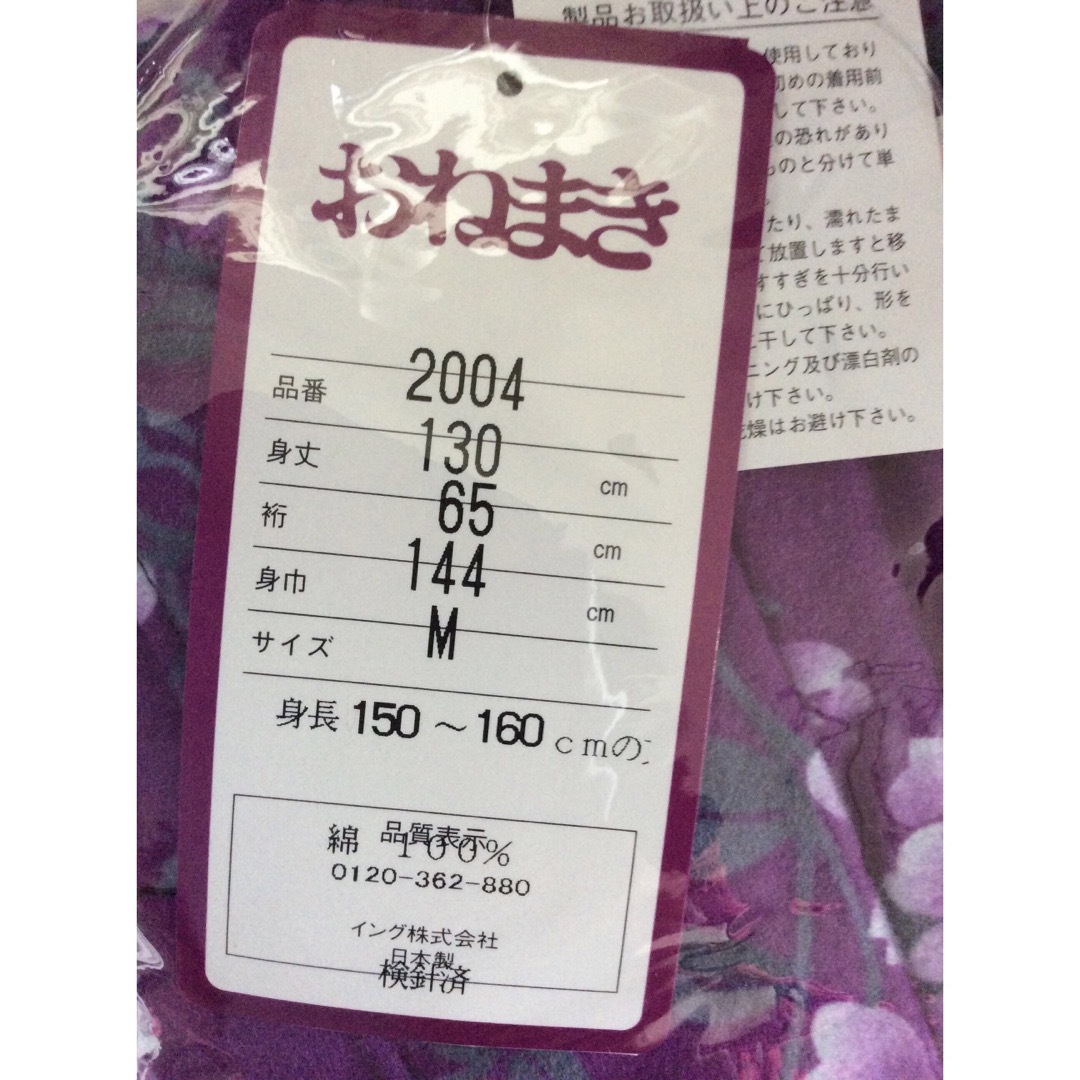 おねまき
品番 2004
身丈 130 cm
裄 65 cm
身巾 144 cm
サイズ M
身長 150 ～ 160 cmの
品質表示
綿 100%
0120-362-880
イング株式会社
日本製
検針済
製品お取扱い上のご注意
使用しており
初めの着用前
して下さい。
の恐れがあり
ものと分けて単
たり、濡れたま
て放置しますと移
すすぎを十分行い
にひっぱり、形を
干して下さい。
ニング及び漂白剤の
け下さい。
燥はお避け下さい。